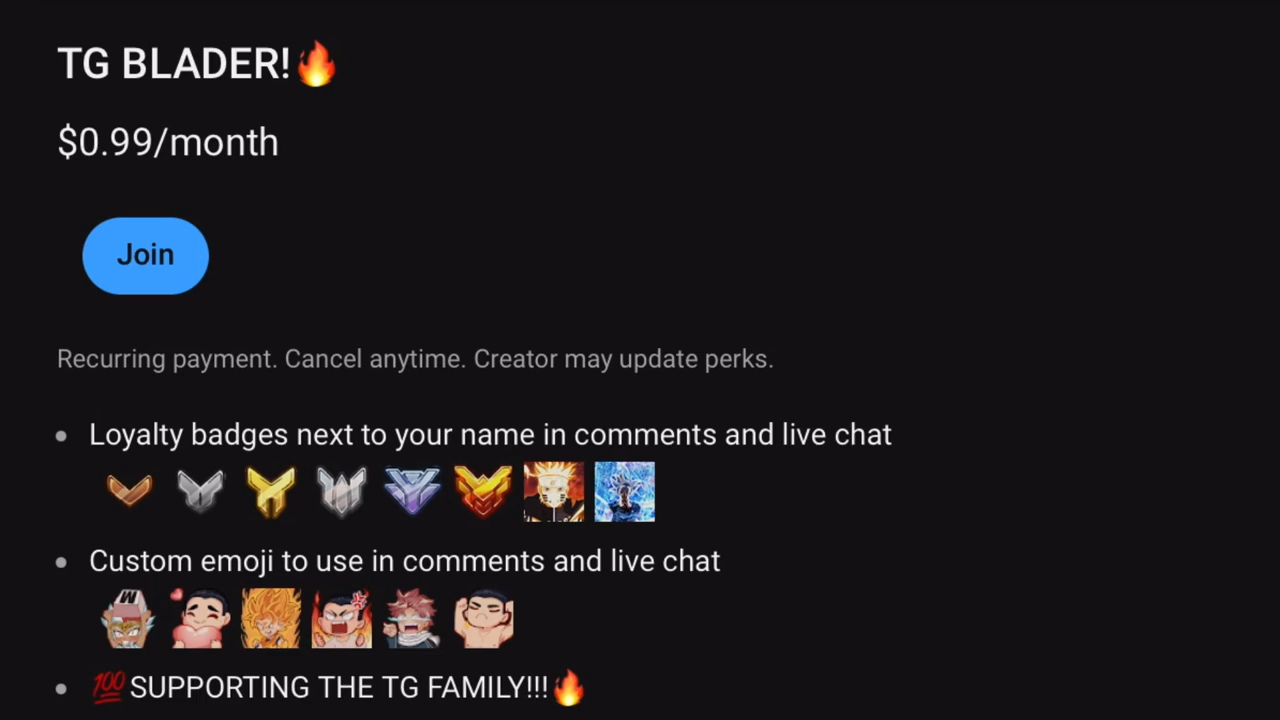 TG BLADER!🔥
$0.99/month
Join
Recurring payment. Cancel anytime. Creator may update perks.
Loyalty badges next to your name in comments and live chat
Custom emoji to use in comments and live chat
💯SUPPORTING THE TG FAMILY!!!🔥